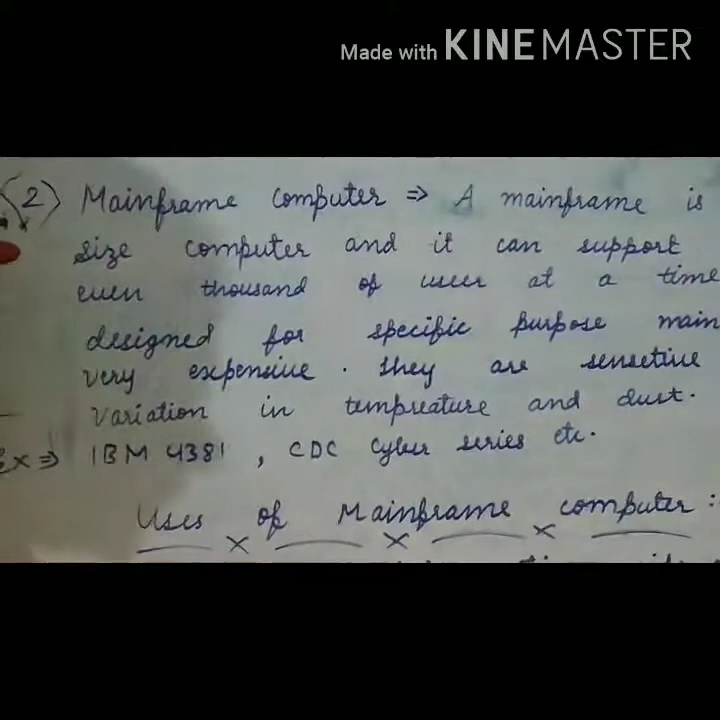 Made with KINEMASTER
(2) Mainframe computer ⇒ A mainframe is
size computer and it can support
even thousand of user at a time
designed for specific purpose main
very expensive . they are sensetive
variation in tempreature and dust.
Ex ⇒ IBM 4381 , CDC Cyber series etc.
Uses of Mainframe computer :